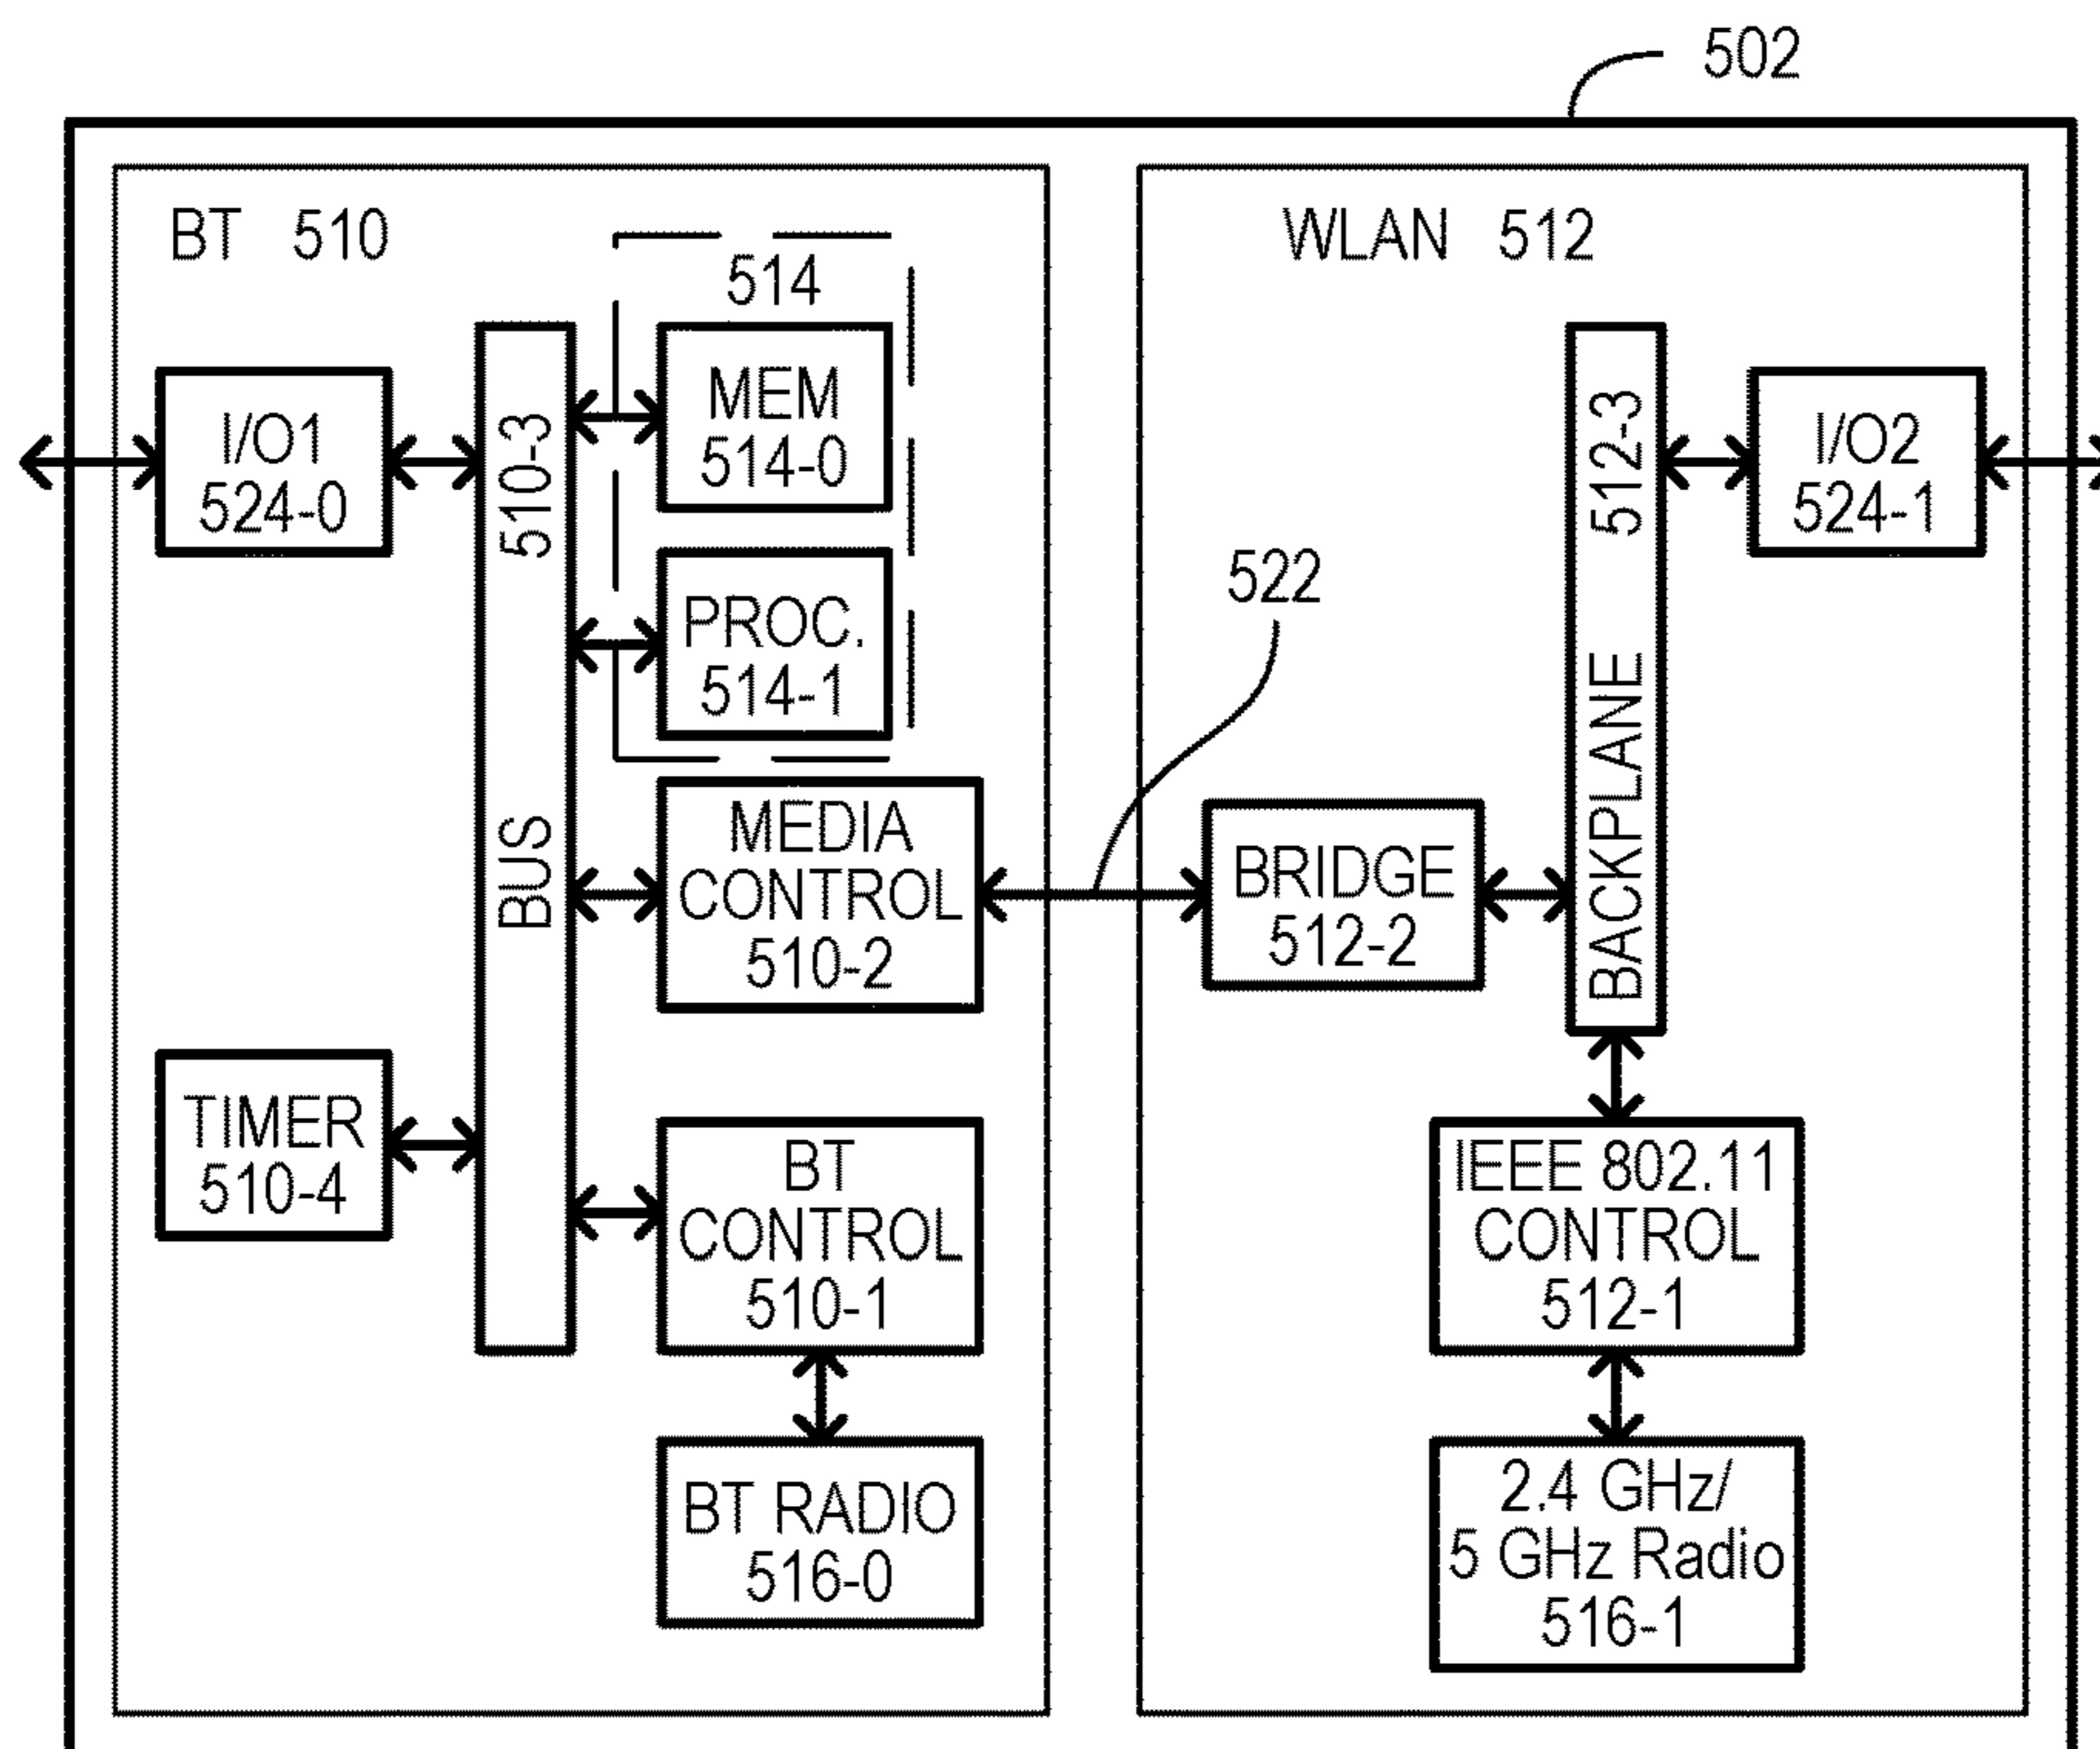 502
BT 510
514
MEM
514-0
I/O1
524-0
510-3
BUS
PROC.
514-1
MEDIA
CONTROL
510-2
TIMER
510-4
BT
CONTROL
510-1
BT RADIO
516-0
522
WLAN 512
512-3
BACKPLANE
I/O2
524-1
BRIDGE
512-2
IEEE 802.11
CONTROL
512-1
2.4 GHz/
5 GHz Radio
516-1